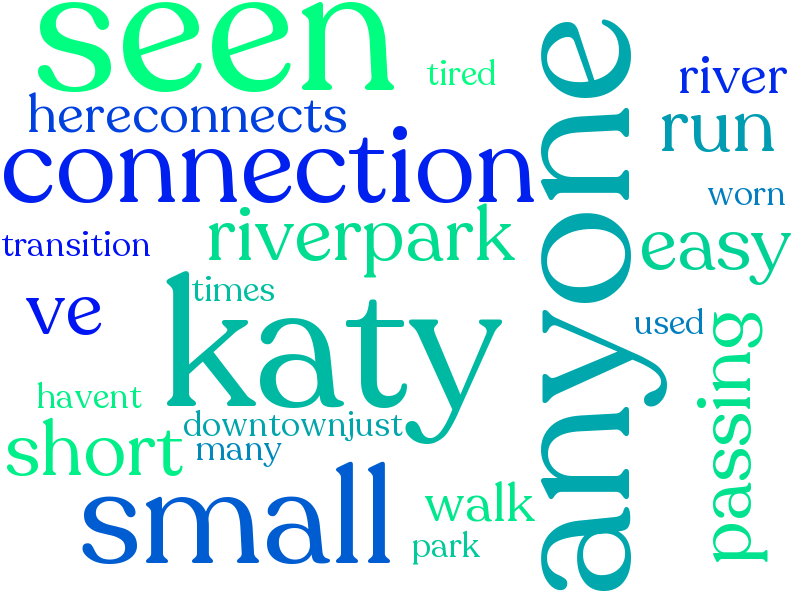 seen
tired
river
hereconnects
run
connection
anyone
worn
transition
riverpark
easy
times
ve
katy
used
passing
havent
downtownjust
short
many
small
walk
park